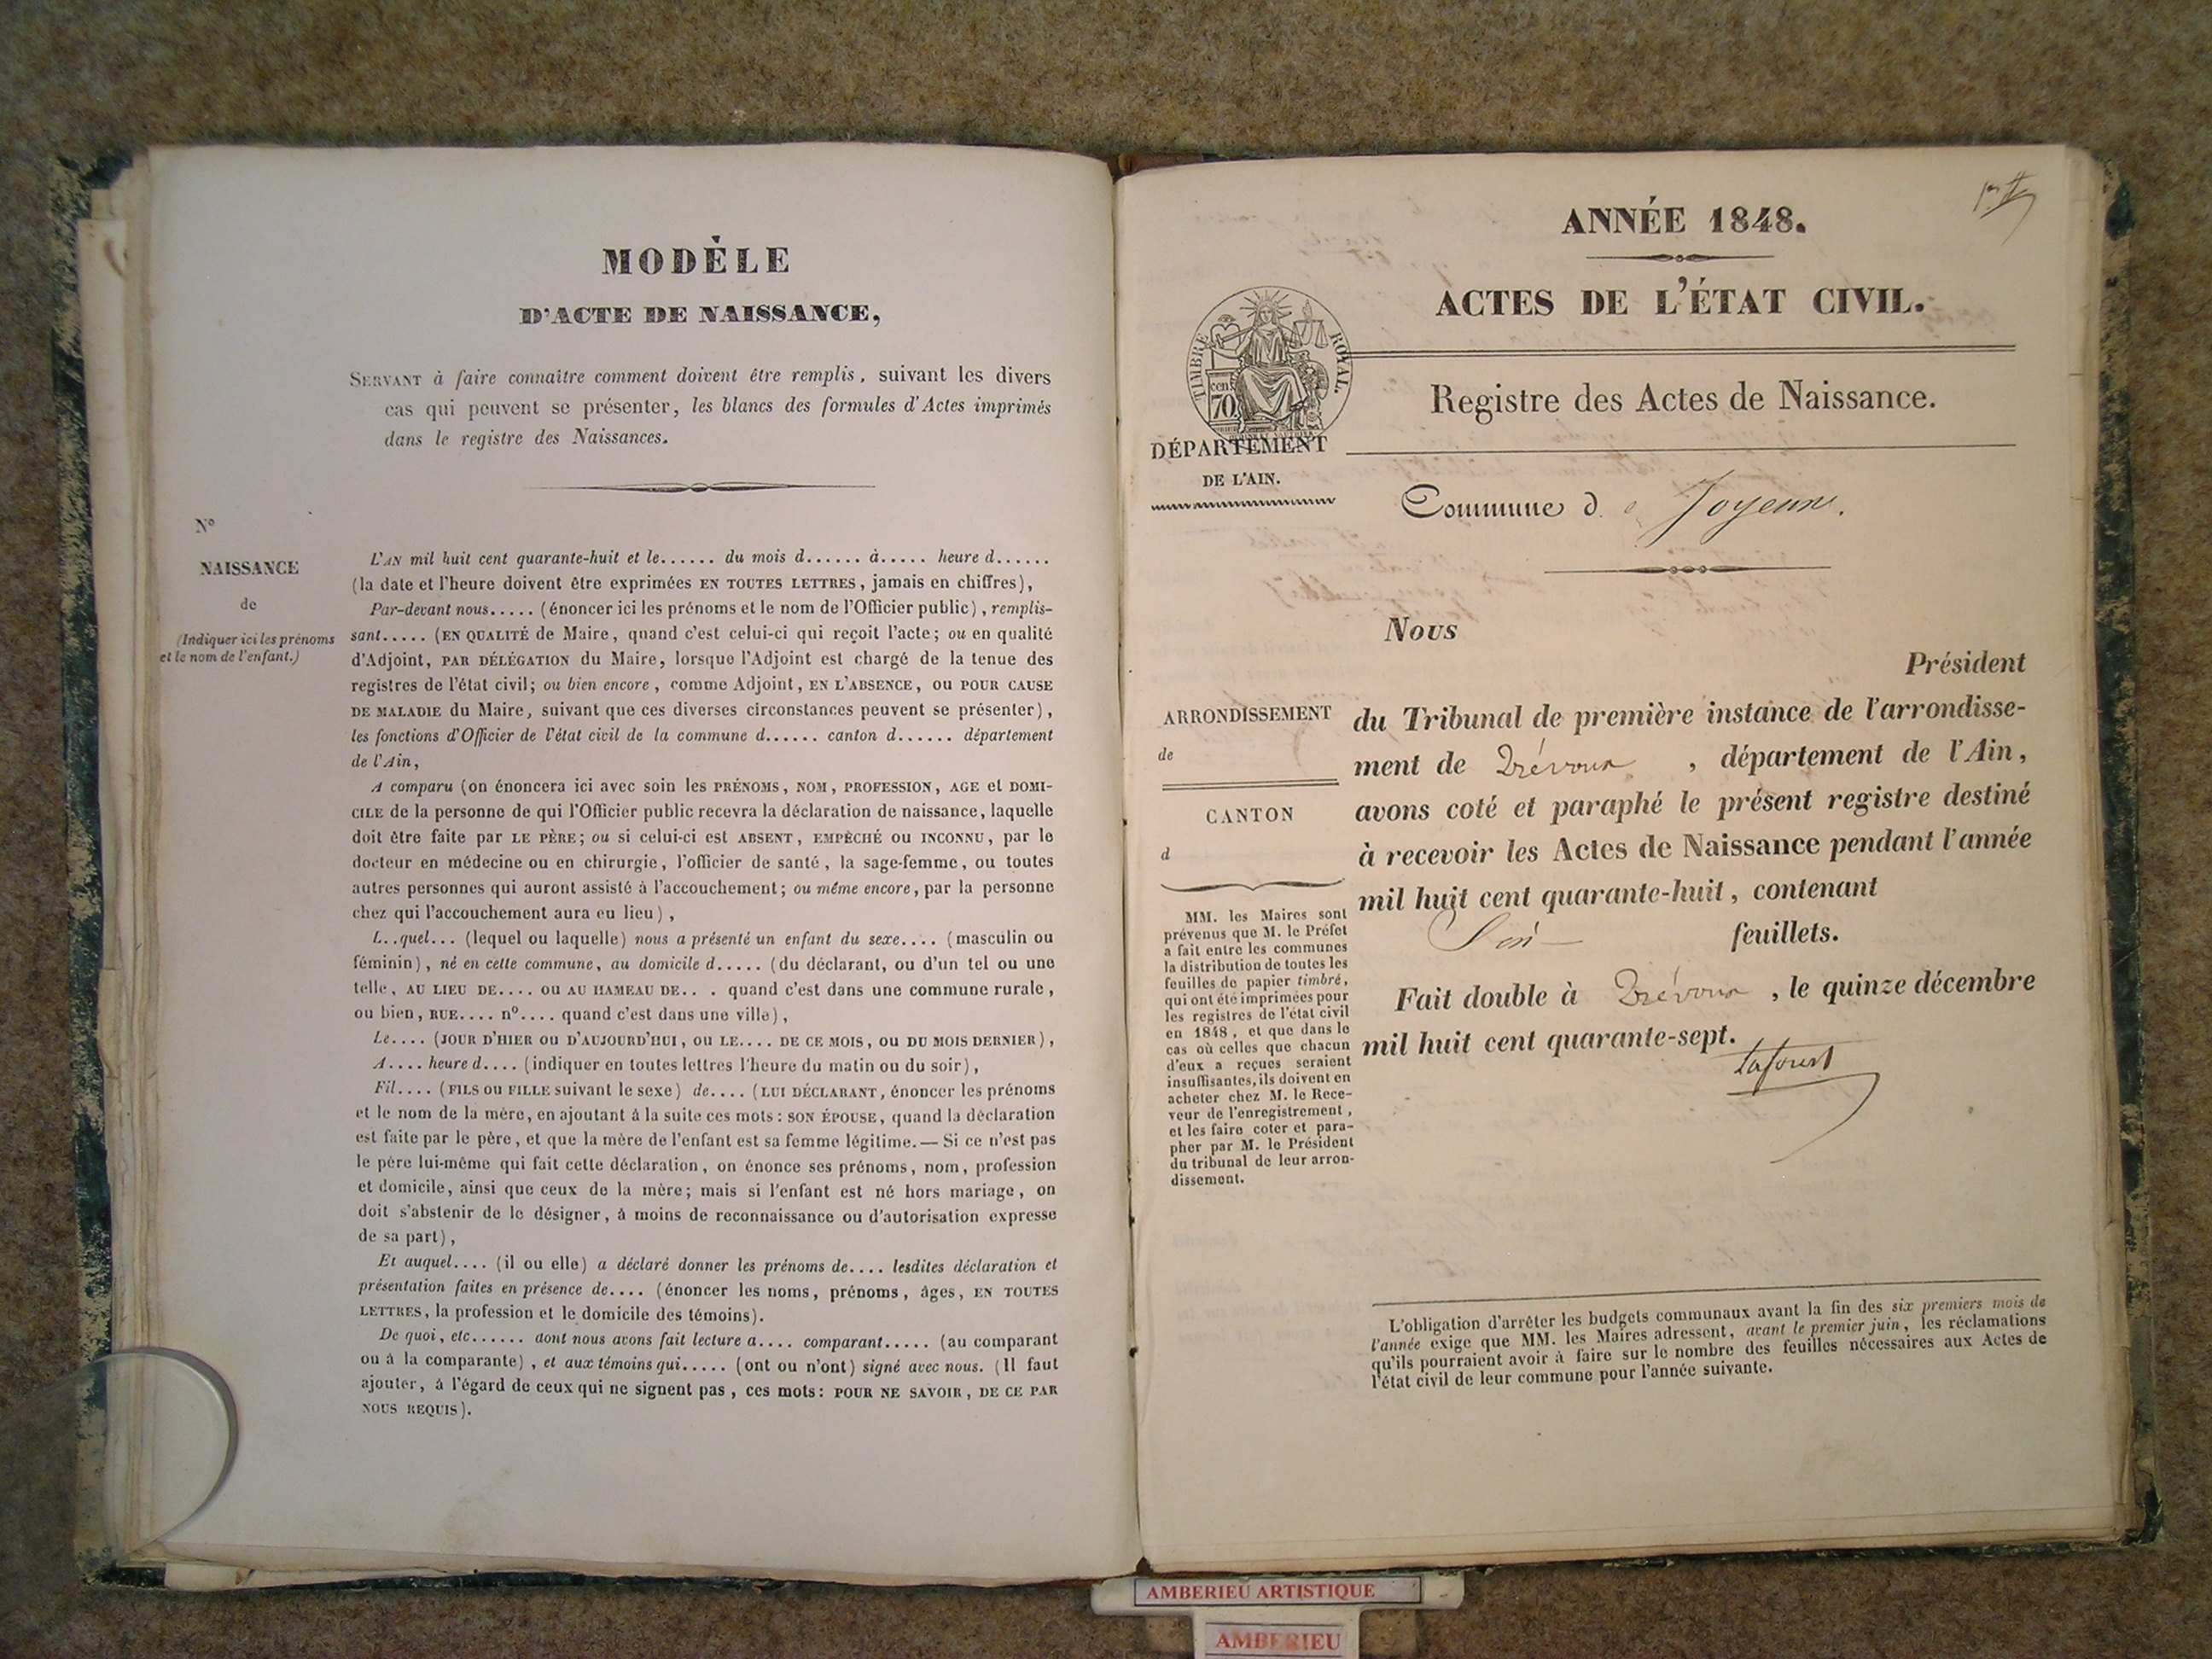 MODÈLE
D'ACTE DE NAISSANCE,
SERVANT à faire connaître comment doivent être remplis, suivant les divers
cas qui peuvent se présenter, les blancs des formules d'Actes imprimés
dans le registre des Naissances.
Nº
NAISSANCE
de
(Indiquer ici les prénoms
et le nom de l'enfant.)
L'AN mil huit cent quarante-huit et le...... du mois d...... à..... heure d......
(la date et l'heure doivent être exprimées EN TOUTES LETTRES, jamais en chiffres),
Par-devant nous..... (énoncer ici les prénoms et le nom de l'Officier public), remplis-
sant..... (EN QUALITÉ de Maire, quand c'est celui-ci qui reçoit l'acte; ou en qualité
d'Adjoint, PAR DÉLÉGATION du Maire, lorsque l'Adjoint est chargé de la tenue des
registres de l'état civil; ou bien encore, comme Adjoint, EN L'ABSENCE, OU POUR CAUSE
DE MALADIE du Maire, suivant que ces diverses circonstances peuvent se présenter),
les fonctions d'Officier de l'état civil de la commune d...... canton d...... département
de l'Ain,
A comparu (on énoncera ici avec soin les PRÉNOMS, NOM, PROFESSION, AGE et DOMI-
CILE de la personne de qui l'Officier public recevra la déclaration de naissance, laquelle
doit être faite par LE PÈRE; ou si celui-ci est ABSENT, EMPÊCHÉ OU INCONNU, par le
docteur en médecine ou en chirurgie, l'officier de santé, la sage-femme, ou toutes
autres personnes qui auront assisté à l'accouchement; ou même encore, par la personne
chez qui l'accouchement aura eu lieu),
L..quel... (lequel ou laquelle) nous a présenté un enfant du sexe.... (masculin ou
féminin), né en cette commune, au domicile d..... (du déclarant, ou d'un tel ou une
telle, AU LIEU DE.... OU AU HAMEAU DE.. . quand c'est dans une commune rurale,
ou bien, RUE.... nº.... quand c'est dans une ville),
Le.... (JOUR D'HIER OU D'AUJOURD'HUI, OU LE.... DE CE MOIS, OU DU MOIS DERNIER),
A.... heure d.... (indiquer en toutes lettres l'heure du matin ou du soir),
Fil.... (FILS OU FILLE suivant le sexe) de.... (LUI DÉCLARANT, énoncer les prénoms
et le nom de la mère, en ajoutant à la suite ces mots: SON ÉPOUSE, quand la déclaration
est faite par le père, et que la mère de l'enfant est sa femme légitime.— Si ce n'est pas
le père lui-même qui fait cette déclaration, on énonce ses prénoms, nom, profession
et domicile, ainsi que ceux de la mère; mais si l'enfant est né hors mariage, on
doit s'abstenir de le désigner, à moins de reconnaissance ou d'autorisation expresse
de sa part),
Et auquel.... (il ou elle) a déclaré donner les prénoms de.... lesdites déclaration et
présentation faites en présence de.... (énoncer les noms, prénoms, âges, EN TOUTES
LETTRES, la profession et le domicile des témoins).
De quoi, etc...... dont nous avons fait lecture a.... comparant..... (au comparant
ou à la comparante), et aux témoins qui..... (ont ou n'ont) signé avec nous. (Il faut
ajouter, à l'égard de ceux qui ne signent pas, ces mots: POUR NE SAVOIR, DE CE PAR
NOUS REQUIS).
ANNÉE 1848.
ACTES DE L'ÉTAT CIVIL.
TIMBRE ROYAL.
70 cen.
Registre des Actes de Naissance.
DÉPARTEMENT
DE L'AIN.
Commune de Joyeux.
Nous
Président
du Tribunal de première instance de l'arrondisse-
ment de Trévoux, département de l'Ain,
avons coté et paraphé le présent registre destiné
à recevoir les Actes de Naissance pendant l'année
mil huit cent quarante-huit, contenant
feuillets.
Fait double à Trévoux, le quinze décembre
mil huit cent quarante-sept.
ARRONDISSEMENT
de
CANTON
d
MM. les Maires sont
prévenus que M. le Préfet
a fait entre les communes
la distribution de toutes les
feuilles de papier timbré,
qui ont été imprimées pour
les registres de l'état civil
en 1848, et que dans le
cas où celles que chacun
d'eux a reçues seraient
insuffisantes, ils doivent en
acheter chez M. le Rece-
veur de l'enregistrement,
et les faire coter et para-
pher par M. le Président
du tribunal de leur arron-
dissement.
L'obligation d'arrêter les budgets communaux avant la fin des six premiers mois de
l'année exige que MM. les Maires adressent, avant le premier juin, les réclamations
qu'ils pourraient avoir à faire sur le nombre des feuilles nécessaires aux Actes de
l'état civil de leur commune pour l'année suivante.
AMBERIEU ARTISTIQUE
AMBERIEU